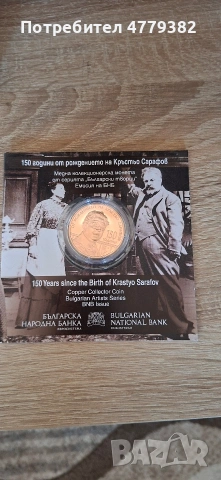 Потребител 4779382
150 години от рождението на Кръстьо Сарафов
Медна колекционерска монета
от серията „Български творци“
Емисия на БНБ
150 Years since the Birth of Krastyo Sarafov
Copper Collector Coin
Bulgarian Artists Series
BNB Issue
БЪЛГАРСКА
НАРОДНА БАНКА
BULGARIAN
NATIONAL BANK
bazar